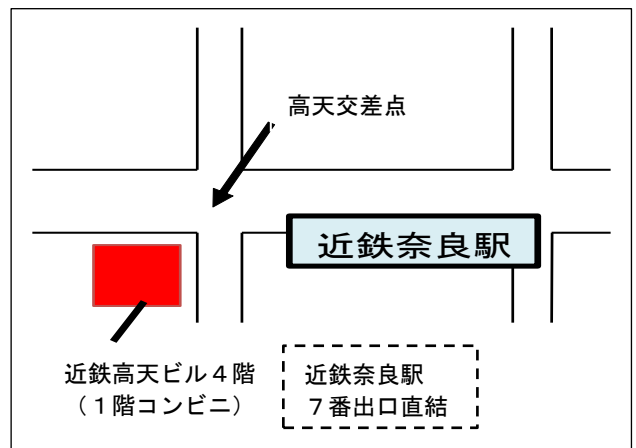 高天交差点
近鉄奈良駅
近鉄高天ビル４階
（１階コンビニ）
近鉄奈良駅
７番出口直結